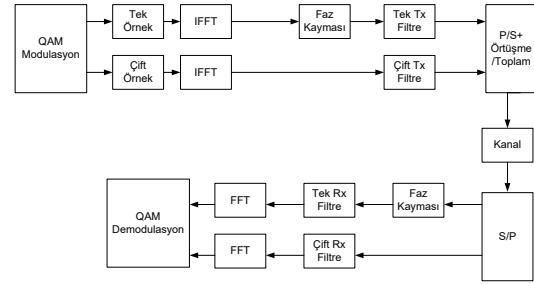 QAM
Modulasyon
Tek
Örnek
IFFT
Faz
Kayması
Tek Tx
Filtre
P/S+
Örtüşme
/Toplam
Çift
Örnek
IFFT
Çift Tx
Filtre
Kanal
QAM
Demodulasyon
FFT
Tek Rx
Filtre
Faz
Kayması
S/P
FFT
Çift Rx
Filtre